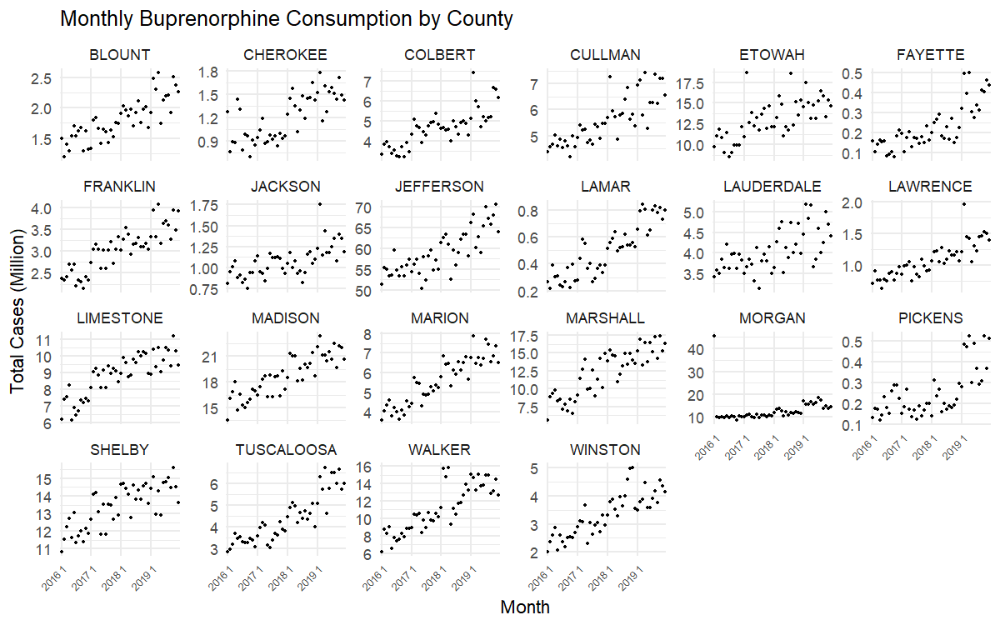 Monthly Buprenorphine Consumption by County
BLOUNT CHEROKEE COLBERT CULLMAN ETOWAH FAYETTE
2.5 2.0 1.5
1.8 1.5 1.2 0.9
7 6 5 4
7 6 5
17.5 15.0 12.5 10.0
0.5 0.4 0.3 0.2 0.1
FRANKLIN JACKSON JEFFERSON LAMAR LAUDERDALE LAWRENCE
4.0 3.5 3.0 2.5
1.75 1.50 1.25 1.00 0.75
70 65 60 55 50
0.8 0.6 0.4 0.2
5.0 4.5 4.0 3.5
2.0 1.5 1.0
Total Cases (Million)
LIMESTONE MADISON MARION MARSHALL MORGAN PICKENS
11 10 9 8 7 6
21 18 15
8 7 6 5 4
17.5 15.0 12.5 10.0 7.5
40 30 20 10
0.5 0.4 0.3 0.2 0.1
2016 1 2017 1 2018 1 2019 1
2016 1 2017 1 2018 1 2019 1
SHELBY TUSCALOOSA WALKER WINSTON
15 14 13 12 11
6 5 4 3
16 14 12 10 8 6
5 4 3 2
2016 1 2017 1 2018 1 2019 1
2016 1 2017 1 2018 1 2019 1
2016 1 2017 1 2018 1 2019 1
2016 1 2017 1 2018 1 2019 1
Month